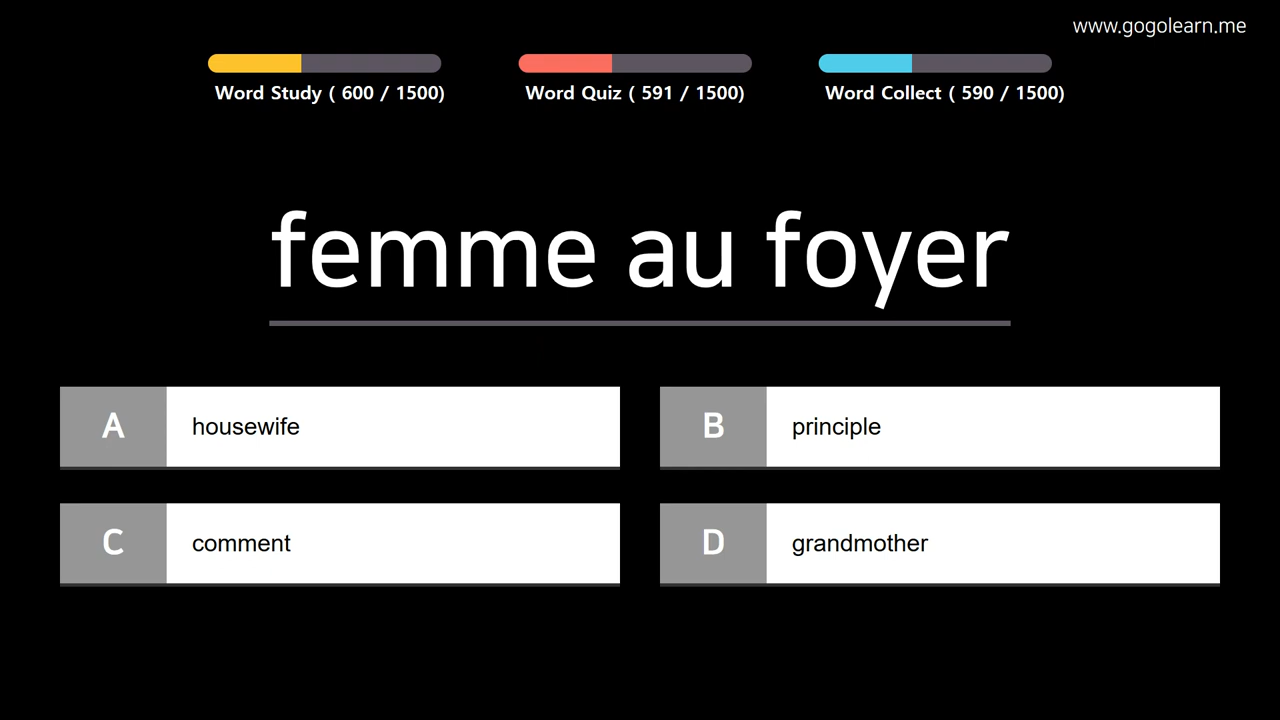 www.gogolearn.me
Word Study ( 600 / 1500)
Word Quiz ( 591 / 1500)
Word Collect ( 590 / 1500)
femme au foyer
A housewife
B principle
C comment
D grandmother